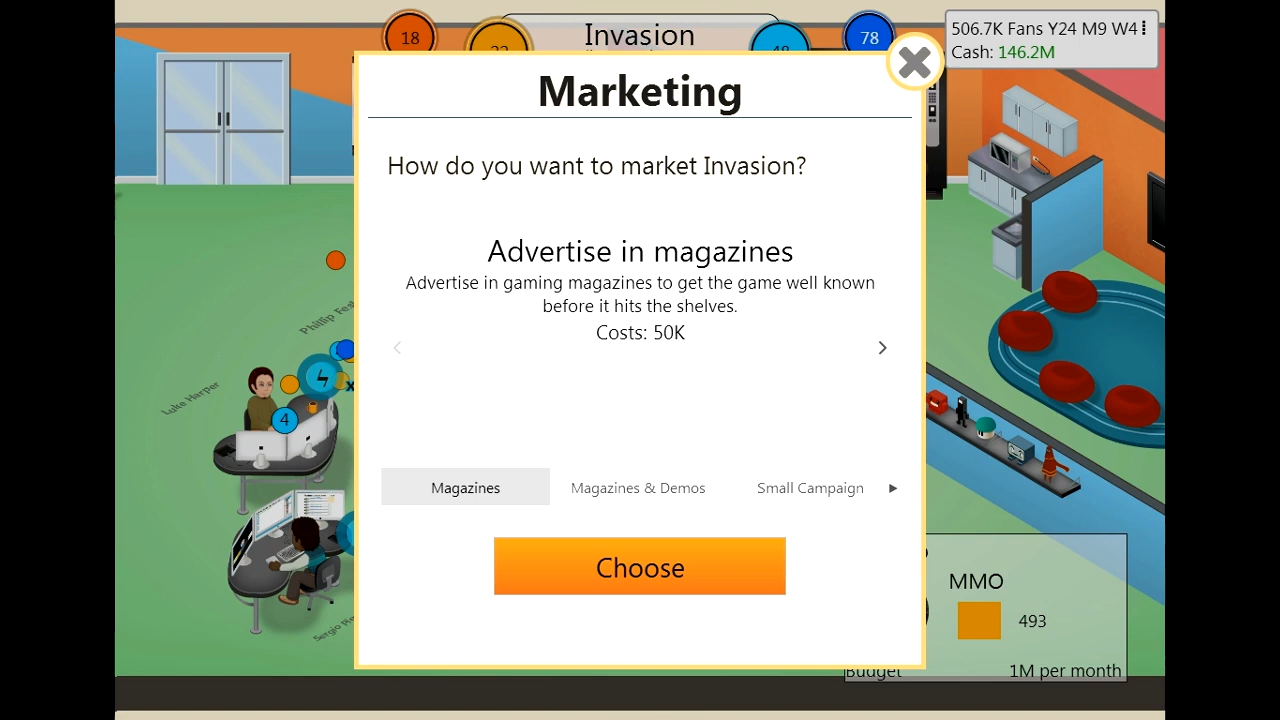 18
Invasion
78
506.7K Fans Y24 M9 W4
Cash: 146.2M
Marketing
How do you want to market Invasion?
Advertise in magazines
Advertise in gaming magazines to get the game well known
before it hits the shelves.
Costs: 50K
Luke Harper
4
Magazines
Magazines & Demos
Small Campaign
Choose
MMO
493
Budget
1M per month